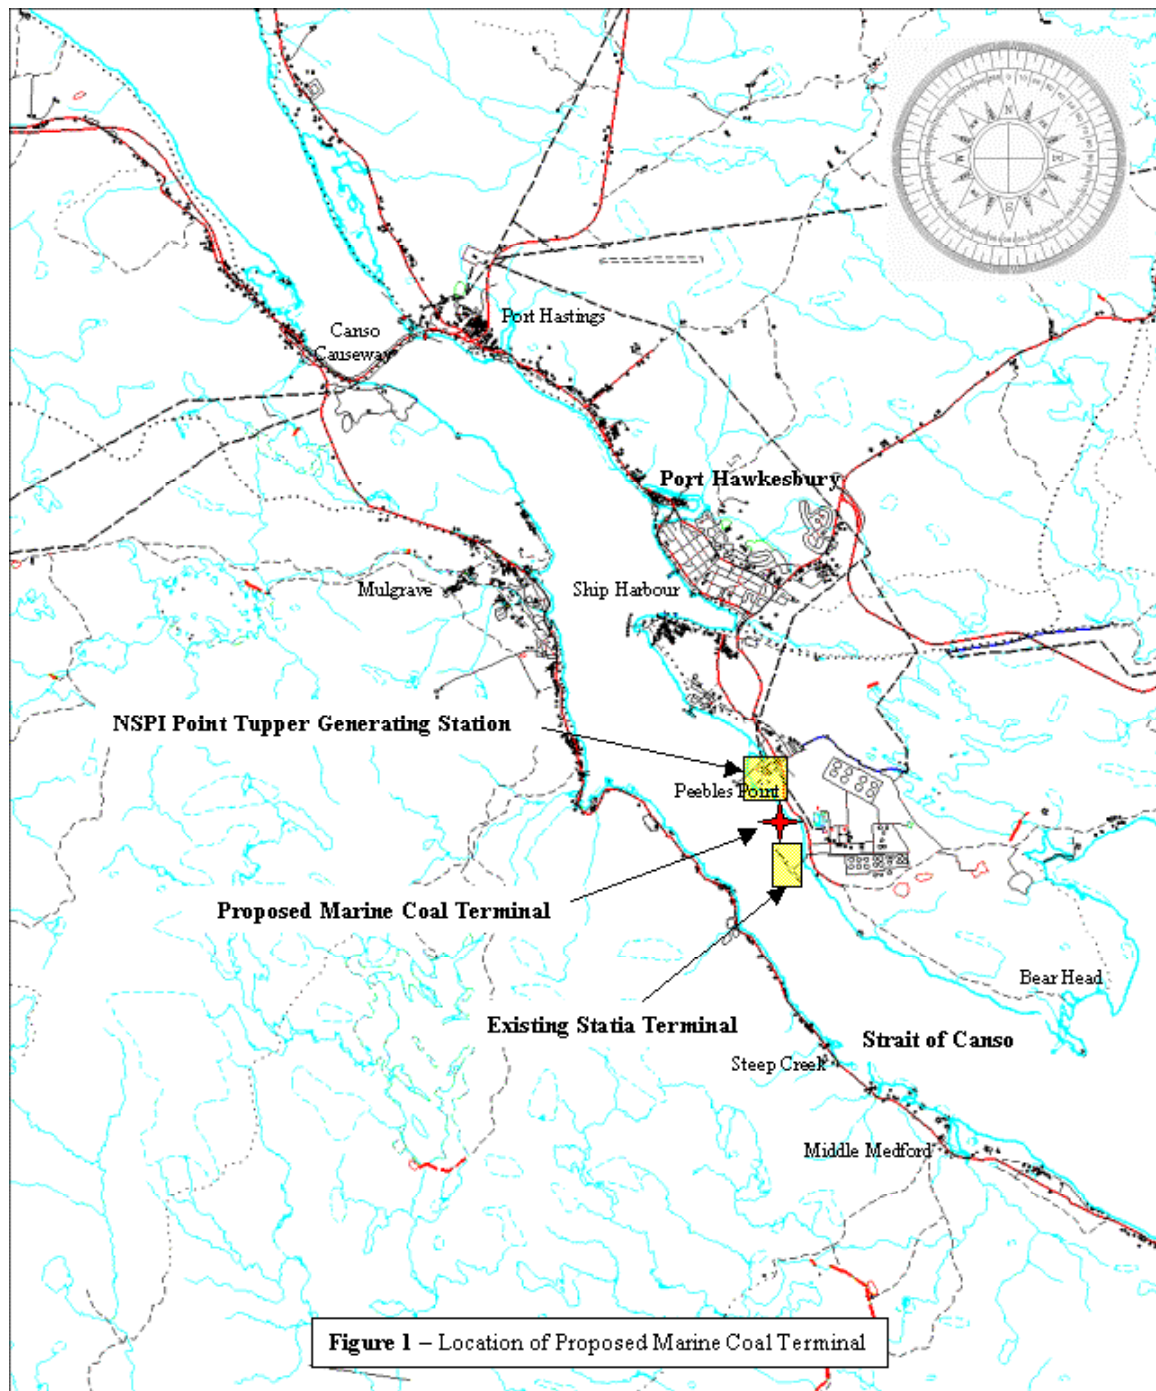 Port Hastings
Canso
Causeway
Port Hawkesbury
Mulgrave
Ship Harbour
NSPI Point Tupper Generating Station
Peebles Point
Proposed Marine Coal Terminal
Bear Head
Existing Statia Terminal
Strait of Canso
Steep Creek
Middle Medford
Figure 1 – Location of Proposed Marine Coal Terminal